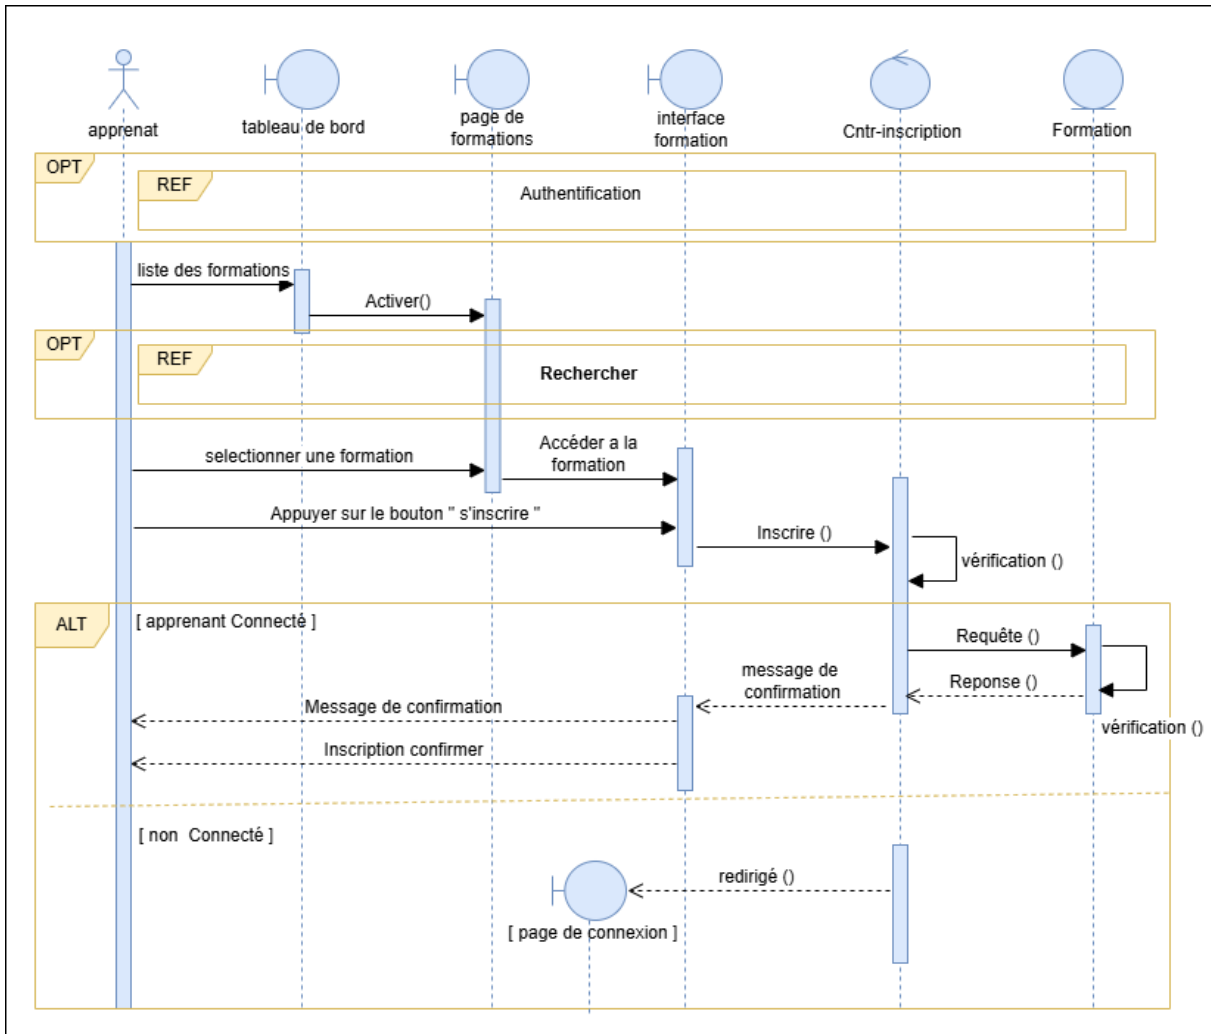 apprenat
tableau de bord
page de
formations
interface
formation
Cntr-inscription
Formation
OPT
REF
Authentification
liste des formations
Activer()
OPT
REF
Rechercher
selectionner une formation
Accéder a la
formation
Appuyer sur le bouton " s'inscrire "
Inscrire ()
vérification ()
ALT
[ apprenant Connecté ]
Requête ()
message de
confirmation
Reponse ()
Message de confirmation
vérification ()
Inscription confirmer
[ non Connecté ]
redirigé ()
[ page de connexion ]